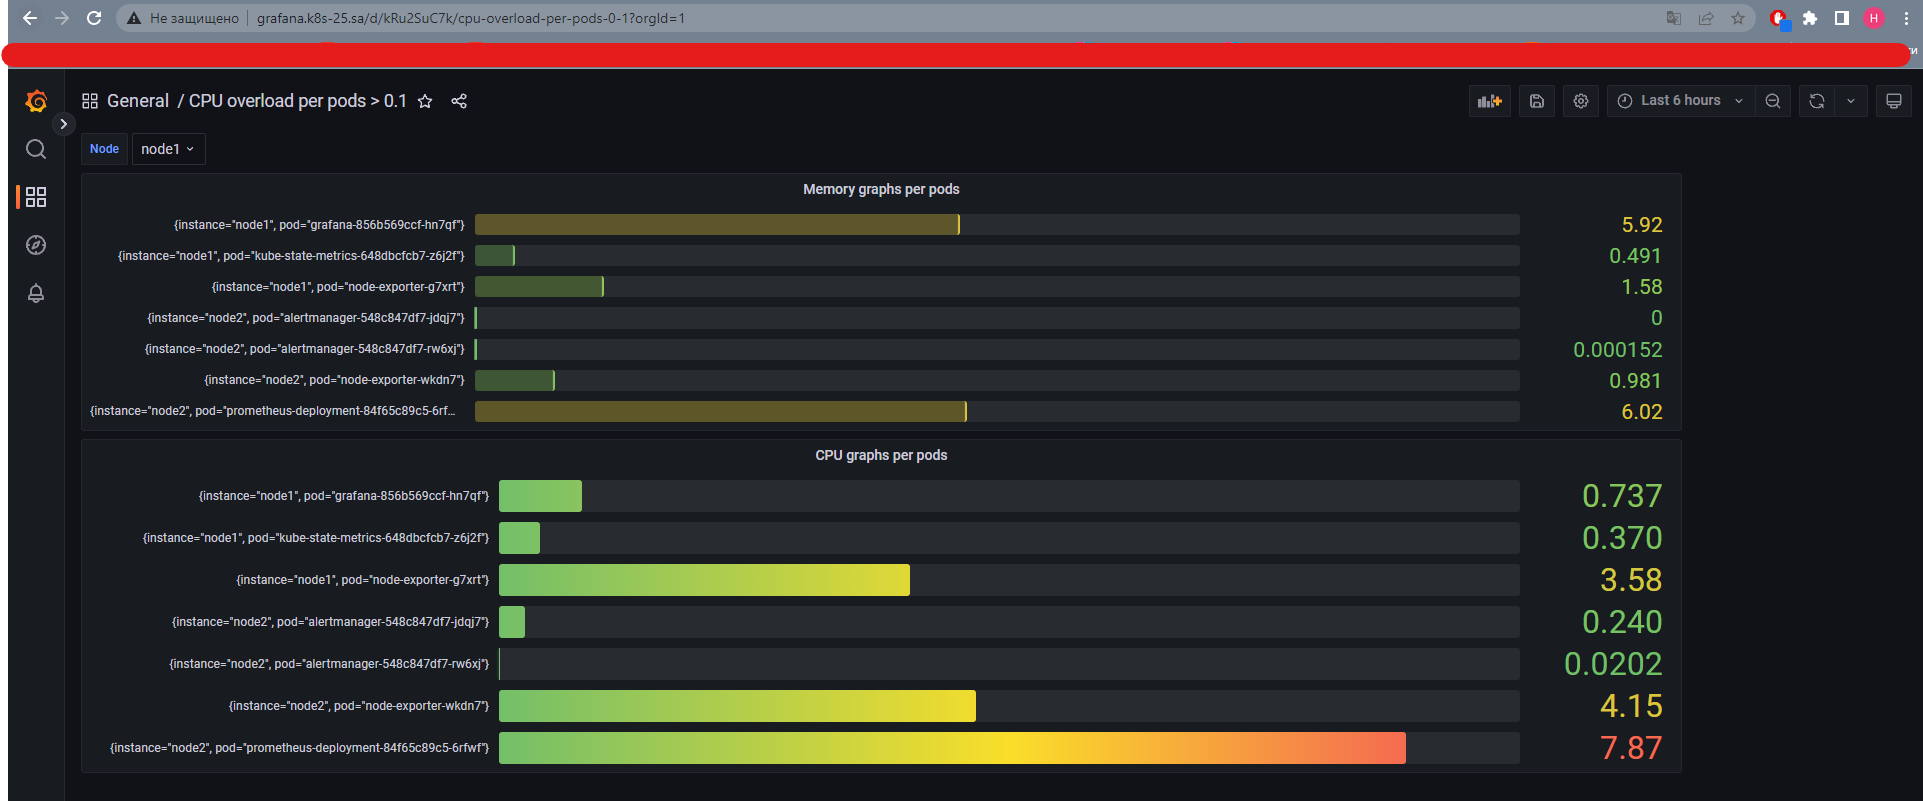 Не защищено grafana.k8s-25.sa/d/kRu2SuC7k/cpu-overload-per-pods-0-1?orgId=1
H
ти
General / CPU overload per pods > 0.1
Last 6 hours
Node node1
Memory graphs per pods
{instance="node1", pod="grafana-856b569ccf-hn7qf"} 5.92
{instance="node1", pod="kube-state-metrics-648dbcfcb7-z6j2f"} 0.491
{instance="node1", pod="node-exporter-g7xrt"} 1.58
{instance="node2", pod="alertmanager-548c847df7-jdqj7"} 0
{instance="node2", pod="alertmanager-548c847df7-rw6xj"} 0.000152
{instance="node2", pod="node-exporter-wkdn7"} 0.981
{instance="node2", pod="prometheus-deployment-84f65c89c5-6rf... 6.02
CPU graphs per pods
{instance="node1", pod="grafana-856b569ccf-hn7qf"} 0.737
{instance="node1", pod="kube-state-metrics-648dbcfcb7-z6j2f"} 0.370
{instance="node1", pod="node-exporter-g7xrt"} 3.58
{instance="node2", pod="alertmanager-548c847df7-jdqj7"} 0.240
{instance="node2", pod="alertmanager-548c847df7-rw6xj"} 0.0202
{instance="node2", pod="node-exporter-wkdn7"} 4.15
{instance="node2", pod="prometheus-deployment-84f65c89c5-6rfwf"} 7.87